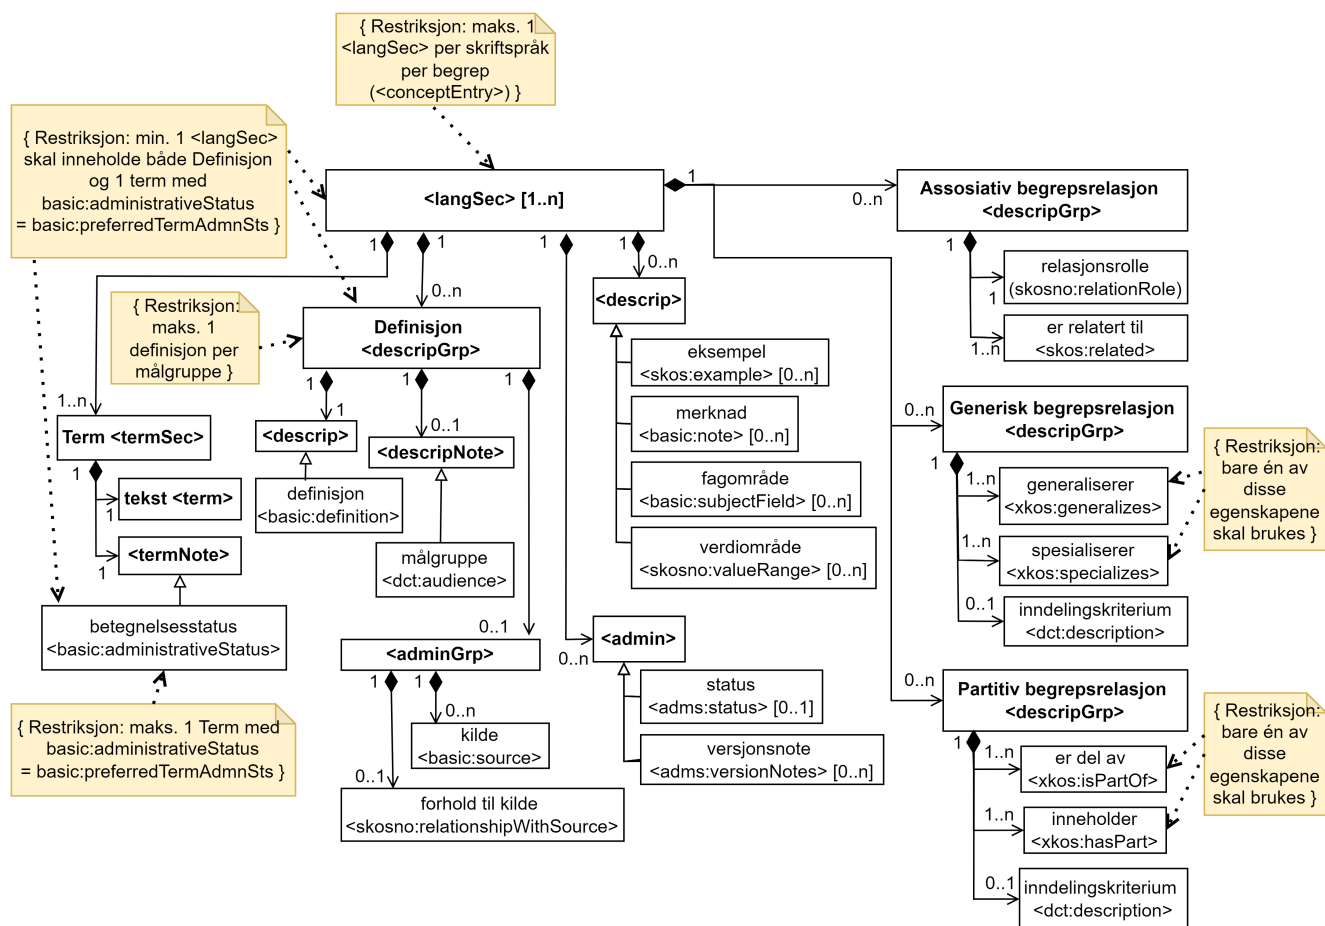 { Restriksjon: maks. 1
<langSec> per skriftspråk
per begrep
(<conceptEntry>) }
{ Restriksjon: min. 1 <langSec>
skal inneholde både Definisjon
og 1 term med
basic:administrativeStatus
= basic:preferredTermAdmnSts }
<langSec> [1..n]
1
1
1
1
1
0..n
Assosiativ begrepsrelasjon
<descripGrp>
1
relasjonsrolle
(skosno:relationRole)
1
er relatert til
<skos:related>
1..n
0..n
0..n
{ Restriksjon:
maks. 1
definisjon per
målgruppe }
Definisjon
<descripGrp>
1
1
1
<descrip>
eksempel
<skos:example> [0..n]
merknad
<basic:note> [0..n]
fagområde
<basic:subjectField> [0..n]
verdiområde
<skosno:valueRange> [0..n]
1..n
Term <termSec>
1
tekst <term>
1
<termNote>
1
betegnelsesstatus
<basic:administrativeStatus>
{ Restriksjon: maks. 1 Term med
basic:administrativeStatus
= basic:preferredTermAdmnSts }
1
<descrip>
definisjon
<basic:definition>
0..1
<descripNote>
målgruppe
<dct:audience>
0..1
<adminGrp>
1
1
0..n
kilde
<basic:source>
0..1
forhold til kilde
<skosno:relationshipWithSource>
0..n
<admin>
status
<adms:status> [0..1]
versjonsnote
<adms:versionNotes> [0..n]
0..n
Generisk begrepsrelasjon
<descripGrp>
1
1..n
generaliserer
<xkos:generalizes>
1..n
spesialiserer
<xkos:specializes>
0..1
inndelingskriterium
<dct:description>
{ Restriksjon:
bare én av
disse
egenskapene
skal brukes }
0..n
Partitiv begrepsrelasjon
<descripGrp>
1
1..n
er del av
<xkos:isPartOf>
1..n
inneholder
<xkos:hasPart>
0..1
inndelingskriterium
<dct:description>
{ Restriksjon:
bare én av
disse
egenskapene
skal brukes }